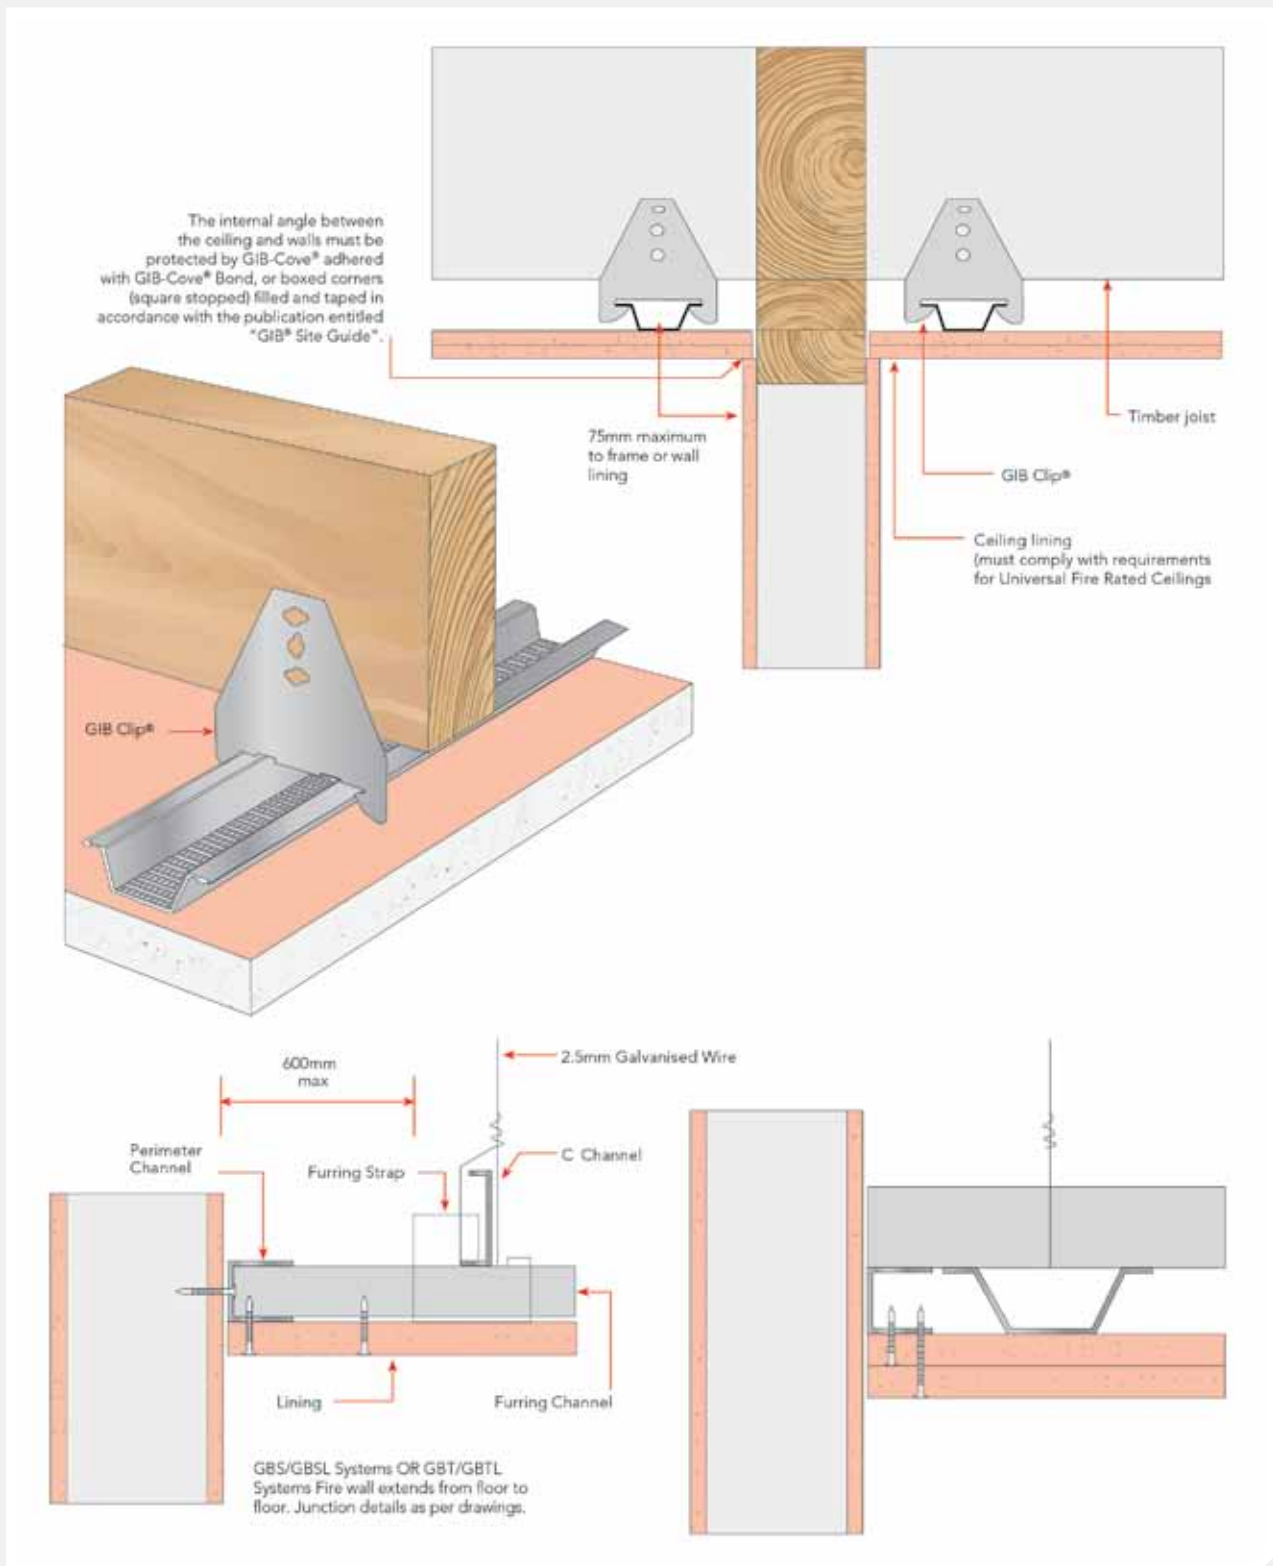 The internal angle between
the ceiling and walls must be
protected by GIB-Cove® adhered
with GIB-Cove® Bond, or boxed corners
(square stopped) filled and taped in
accordance with the publication entitled
"GIB® Site Guide".
75mm maximum
to frame or wall
lining
Timber joist
GIB Clip®
Ceiling lining
(must comply with requirements
for Universal Fire Rated Ceilings
GIB Clip®
600mm
max
2.5mm Galvanised Wire
Perimeter
Channel
Furring Strap
C Channel
Lining
Furring Channel
GBS/GBSL Systems OR GBT/GBTL
Systems Fire wall extends from floor to
floor. Junction details as per drawings.